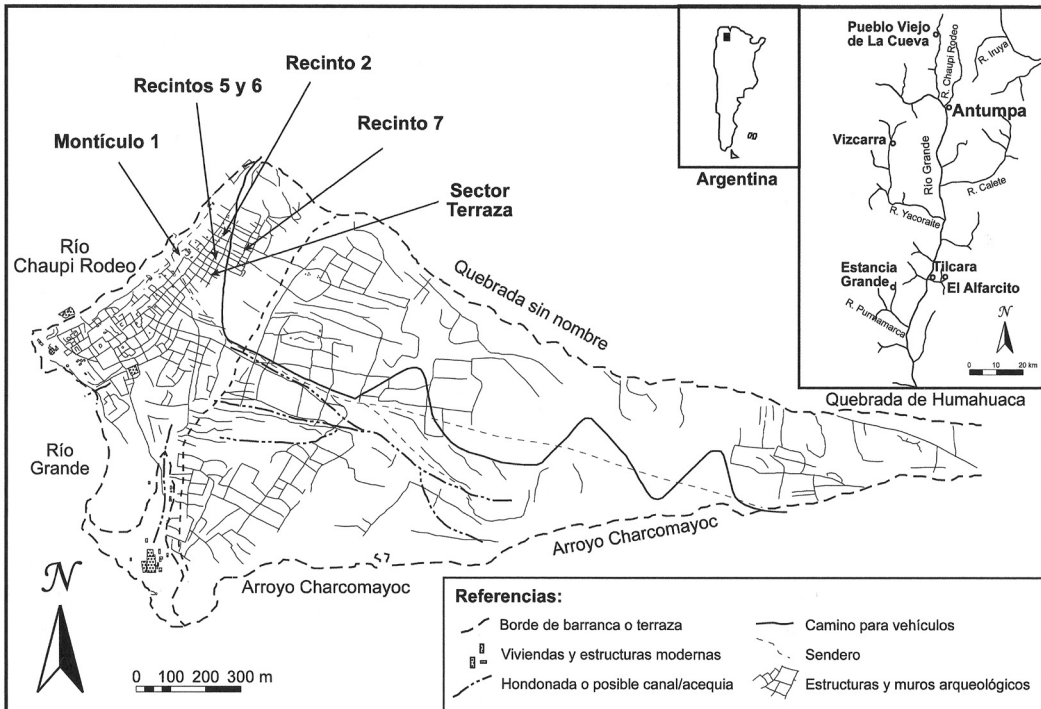 Recinto 2
Recintos 5 y 6
Recinto 7
Montículo 1
Sector
Terraza
Río
Chaupi Rodeo
Quebrada sin nombre
Río
Grande
Arroyo Charcomayoc
Arroyo Charcomayoc
N
0 100 200 300 m
Argentina
Pueblo Viejo
de La Cueva
R. Chaupi Rodeo
R. Iruya
Antumpa
Vizcarra
Río Grande
R. Calete
R. Yacoraite
Estancia
Grande
Tilcara
El Alfarcito
R. Purmamarca
N
0 10 20 km
Quebrada de Humahuaca
Referencias:
Borde de barranca o terraza
Viviendas y estructuras modernas
Hondonada o posible canal/acequia
Camino para vehículos
Sendero
Estructuras y muros arqueológicos